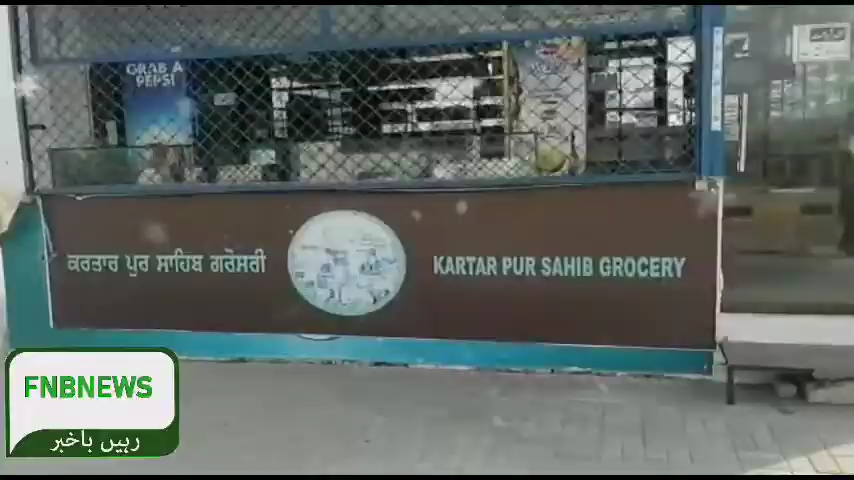 GRAB A
PEPSI
ਕਰਤਾਰ ਪੁਰ ਸਾਹਿਬ ਗਰੋਸਰੀ
KARTAR PUR SAHIB GROCERY
FNBNEWS
رہیں باخبر